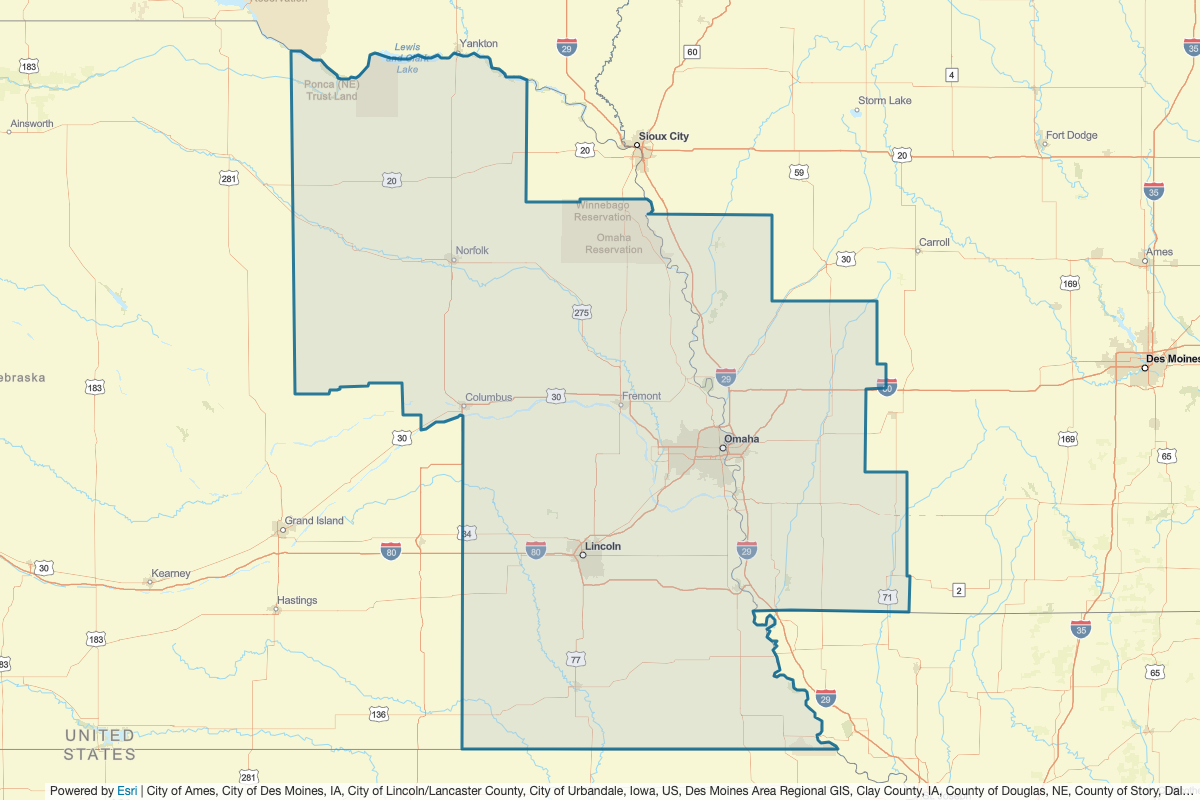 Reservation
Yankton
Lewis
and Clark
Lake
29
35
60
183
4
Ponca (NE)
Trust Land
Storm Lake
Ainsworth
Sioux City
Fort Dodge
20
20
59
281
20
35
Winnebago
Reservation
Omaha
Reservation
Carroll
Norfolk
30
Ames
169
275
Des Moines
ebraska
29
183
80
Columbus
30
Fremont
30
Omaha
169
65
Grand Island
34
Lincoln
80
80
29
30
Kearney
2
71
Hastings
35
183
83
77
65
29
136
UNITED
STATES
281
Powered by Esri | City of Ames, City of Des Moines, IA, City of Lincoln/Lancaster County, City of Urbandale, Iowa, US, Des Moines Area Regional GIS, Clay County, IA, County of Douglas, NE, County of Story, Dal...